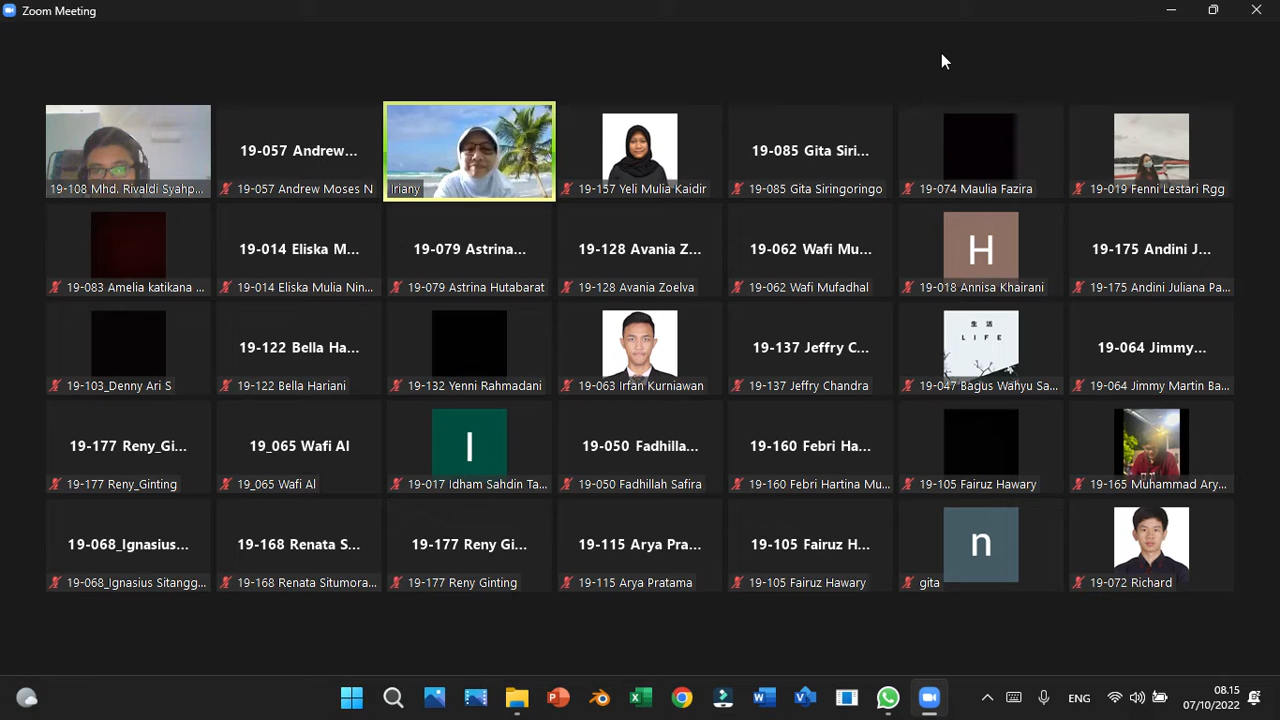 Zoom Meeting
19-108 Mhd. Rivaldi Syahp...
19-057 Andrew...
19-057 Andrew Moses N
Iriany
19-157 Yeli Mulia Kaidir
19-085 Gita Siri...
19-085 Gita Siringoringo
19-074 Maulia Fazira
19-019 Fenni Lestari Rgg
19-083 Amelia katikana ...
19-014 Eliska M...
19-014 Eliska Mulia Nin...
19-079 Astrina...
19-079 Astrina Hutabarat
19-128 Avania Z...
19-128 Avania Zoelva
19-062 Wafi Mu...
19-062 Wafi Mufadhal
H
19-018 Annisa Khairani
19-175 Andini J...
19-175 Andini Juliana Pa...
19-103_Denny Ari S
19-122 Bella Ha...
19-122 Bella Hariani
19-132 Yenni Rahmadani
19-063 Irfan Kurniawan
19-137 Jeffry C...
19-137 Jeffry Chandra
生活
LIFE
19-047 Bagus Wahyu Sa...
19-064 Jimmy...
19-064 Jimmy Martin Ba...
19-177 Reny_Gi...
19-177 Reny_Ginting
19_065 Wafi Al
19_065 Wafi Al
I
19-017 Idham Sahdin Ta...
19-050 Fadhilla...
19-050 Fadhillah Safira
19-160 Febri Ha...
19-160 Febri Hartina Mu...
19-105 Fairuz Hawary
19-165 Muhammad Ary...
19-068_Ignasius...
19-068_Ignasius Sitangg...
19-168 Renata S...
19-168 Renata Situmora...
19-177 Reny Gi...
19-177 Reny Ginting
19-115 Arya Pra...
19-115 Arya Pratama
19-105 Fairuz H...
19-105 Fairuz Hawary
n
gita
19-072 Richard
ENG
08.15
07/10/2022